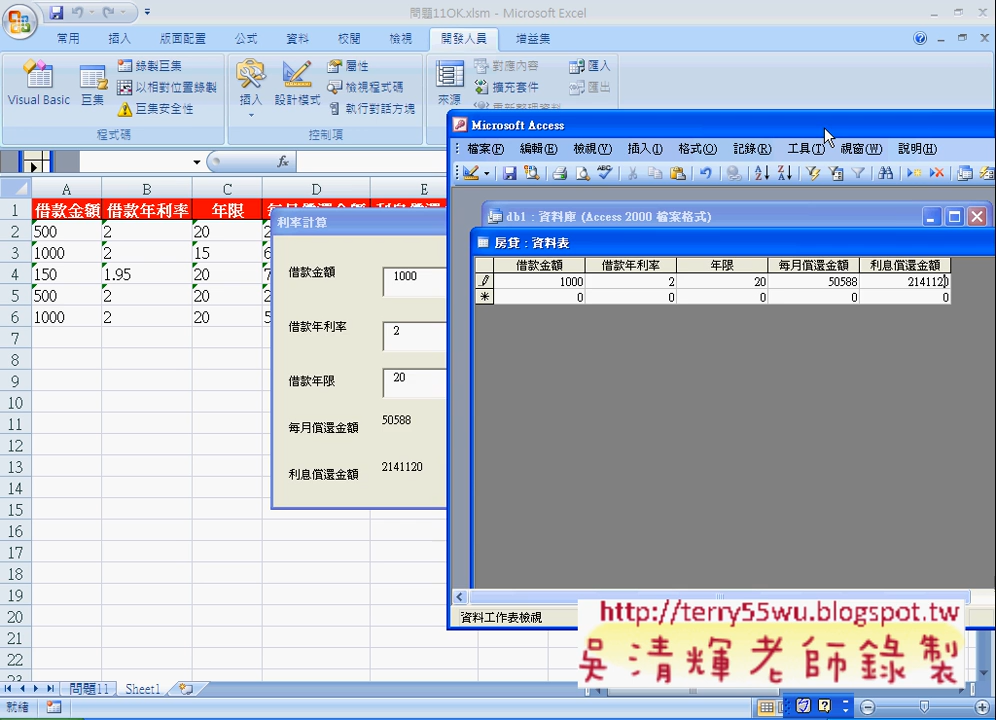 問題11OK.xlsm - Microsoft Excel
常用 插入 版面配置 公式 資料 校閱 檢視 開發人員 增益集
Visual Basic 巨集 錄製巨集 以相對位置錄製 巨集安全性
插入 設計模式 屬性 檢視程式碼 執行對話方塊
來源 對應內容 擴充套件 重新整理資料 匯入 匯出
程式碼 控制項
fx
A B C D E
1 借款金額 借款年利率 年限
2 500 2 20
3 1000 2 15
4 150 1.95 20
5 500 2 20
6 1000 2 20
7
8
9
10
11
12
13
14
15
16
17
18
19
20
21
22
利率計算
借款金額 1000
借款年利率 2
借款年限 20
每月償還金額 50588
利息償還金額 2141120
Microsoft Access
檔案(F) 編輯(E) 檢視(V) 插入(I) 格式(O) 記錄(R) 工具(T) 視窗(W) 說明(H)
db1 : 資料庫 (Access 2000 檔案格式)
房貸 : 資料表
借款金額 借款年利率 年限 每月償還金額 利息償還金額
1000 2 20 50588 2141120
0 0 0 0 0
資料工作表檢視
http://terry55wu.blogspot.tw
吳清輝老師錄製
問題11 Sheet1
就緒